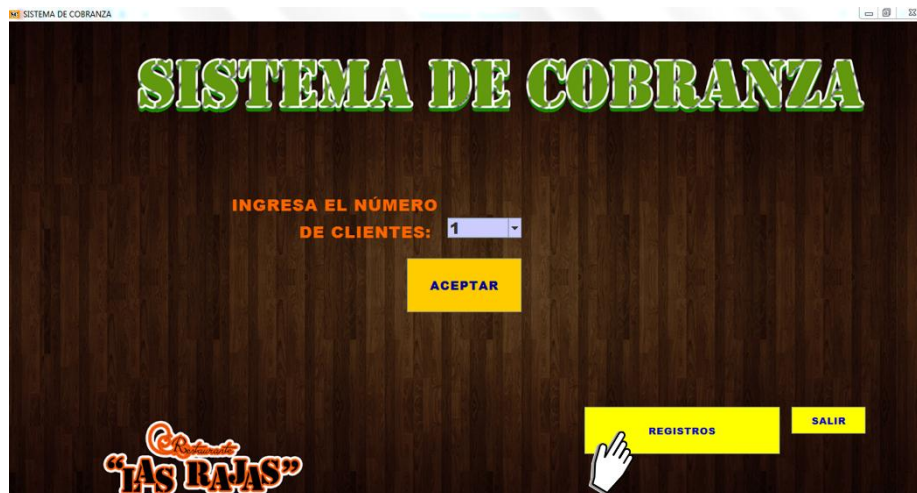 SISTEMA DE COBRANZA
SISTEMA DE COBRANZA
INGRESA EL NÚMERO
DE CLIENTES:
1
ACEPTAR
REGISTROS
SALIR
Restaurante
"LAS RAJAS"